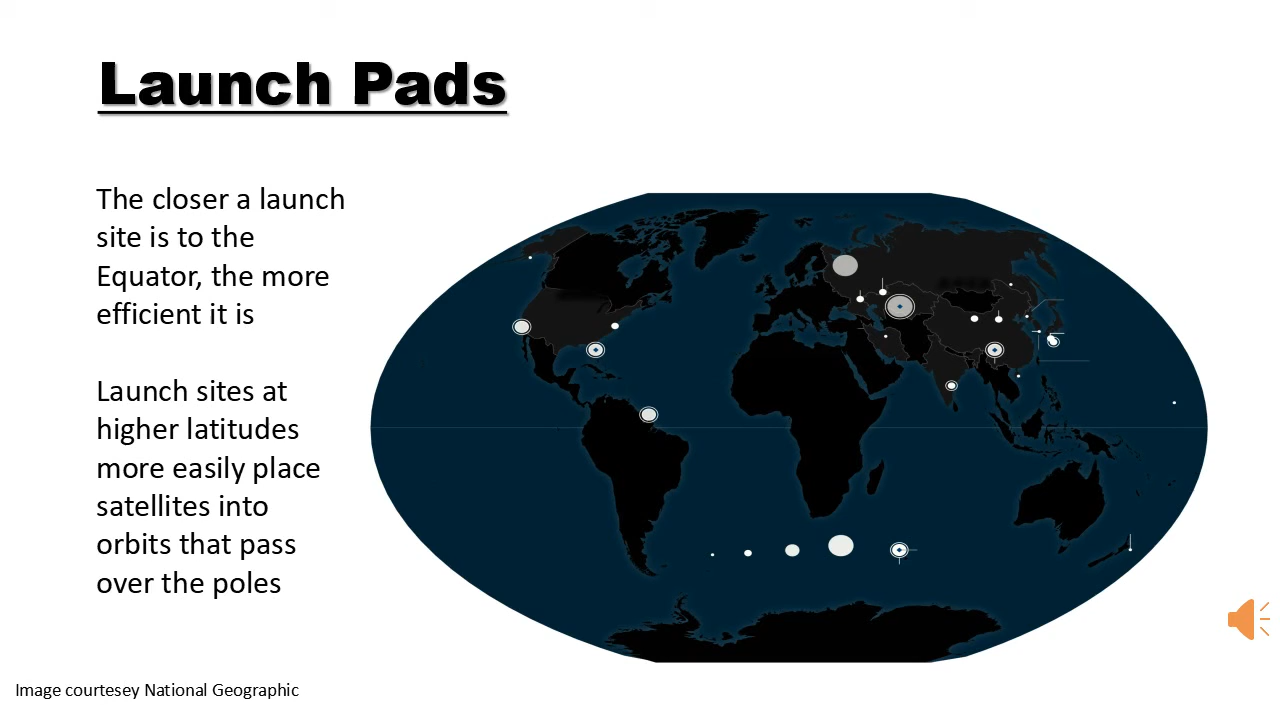 Launch Pads
The closer a launch
site is to the
Equator, the more
efficient it is
Launch sites at
higher latitudes
more easily place
satellites into
orbits that pass
over the poles
Image courtesey National Geographic